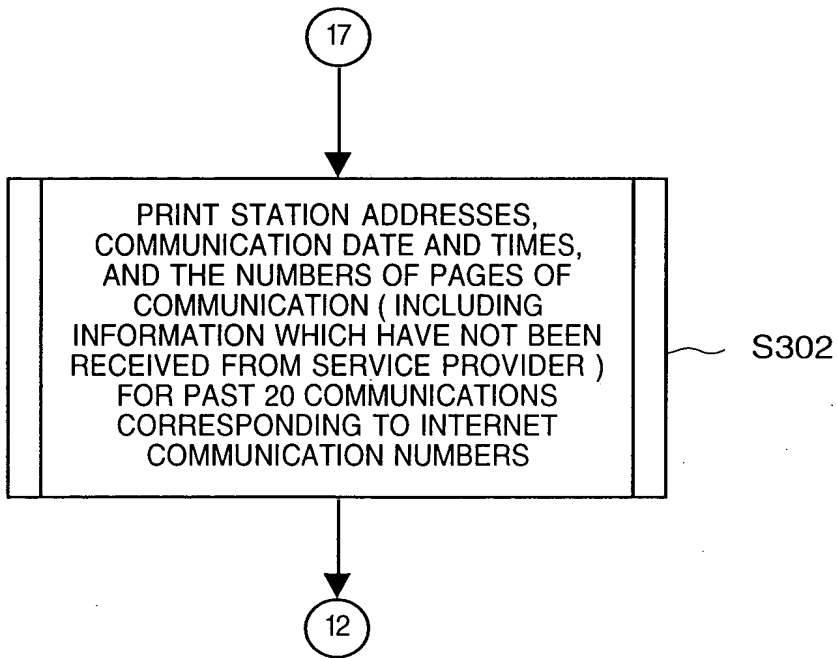 17
PRINT STATION ADDRESSES,
COMMUNICATION DATE AND TIMES,
AND THE NUMBERS OF PAGES OF
COMMUNICATION ( INCLUDING
INFORMATION WHICH HAVE NOT BEEN
RECEIVED FROM SERVICE PROVIDER )
FOR PAST 20 COMMUNICATIONS
CORRESPONDING TO INTERNET
COMMUNICATION NUMBERS
S302
12